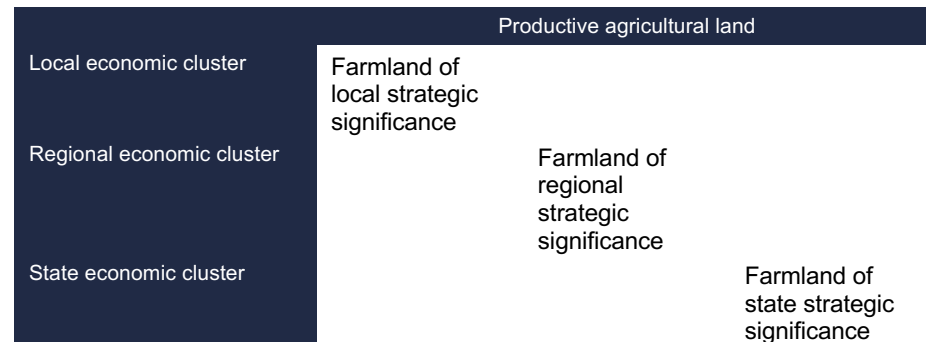 Productive agricultural land
Local economic cluster
Farmland of
local strategic
significance
Regional economic cluster
Farmland of
regional
strategic
significance
State economic cluster
Farmland of
state strategic
significance